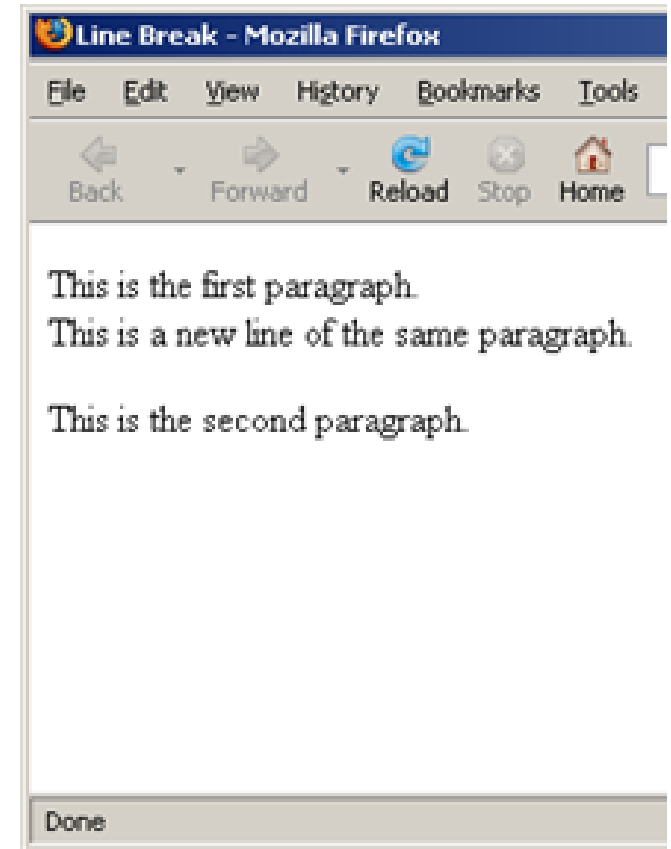 Line Break - Mozilla Firefox
File Edit View History Bookmarks Tools
Back Forward Reload Stop Home
This is the first paragraph.
This is a new line of the same paragraph.
This is the second paragraph.
Done